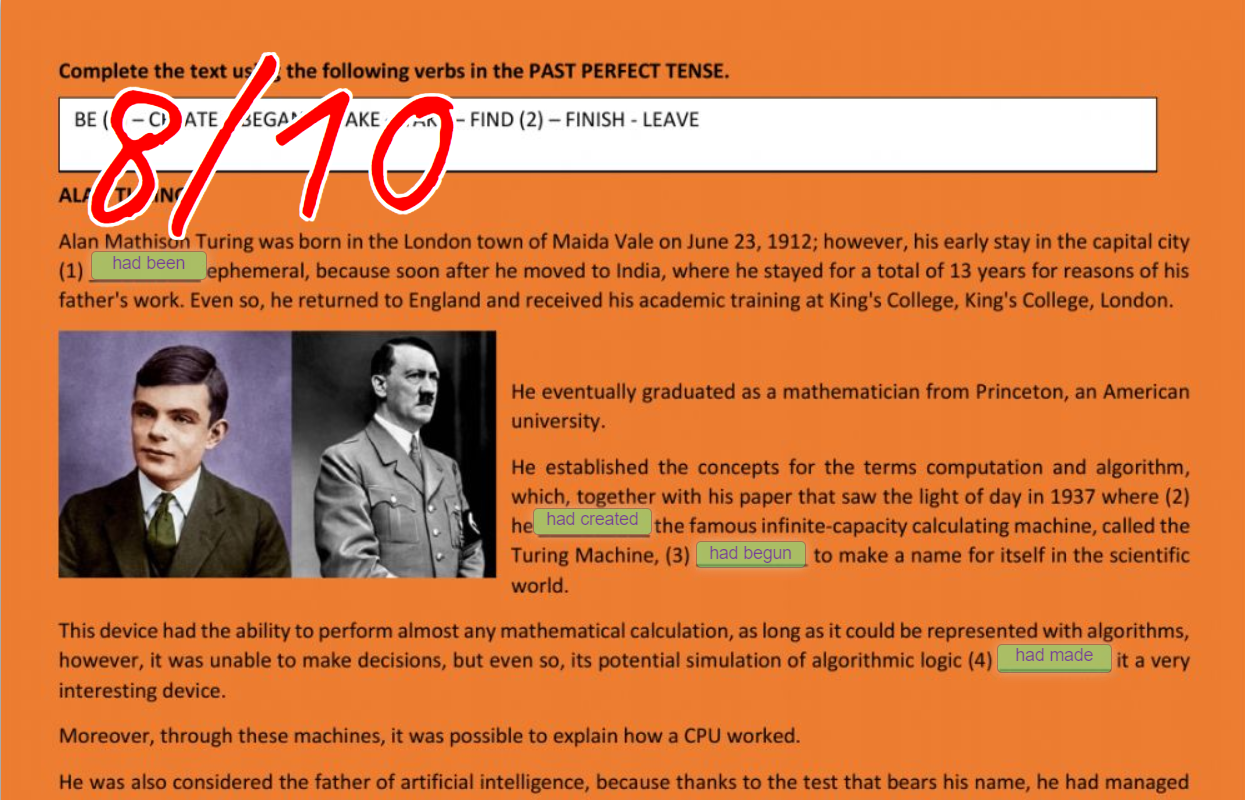 Complete the text the following verbs in the PAST PERFECT TENSE.
8/10
BE – – FIND (2) – FINISH - LEAVE
Alan Mathison Turing was born in the London town of Maida Vale on June 23, 1912; however, his early stay in the capital city
(1) had been ephemeral, because soon after he moved to India, where he stayed for a total of 13 years for reasons of his
father's work. Even so, he returned to England and received his academic training at King's College, King's College, London.
He eventually graduated as a mathematician from Princeton, an American
university.
He established the concepts for the terms computation and algorithm,
which, together with his paper that saw the light of day in 1937 where (2)
he had created the famous infinite-capacity calculating machine, called the
Turing Machine, (3) had begun to make a name for itself in the scientific
world.
This device had the ability to perform almost any mathematical calculation, as long as it could be represented with algorithms,
however, it was unable to make decisions, but even so, its potential simulation of algorithmic logic (4) had made it a very
interesting device.
Moreover, through these machines, it was possible to explain how a CPU worked.
He was also considered the father of artificial intelligence, because thanks to the test that bears his name, he had managed